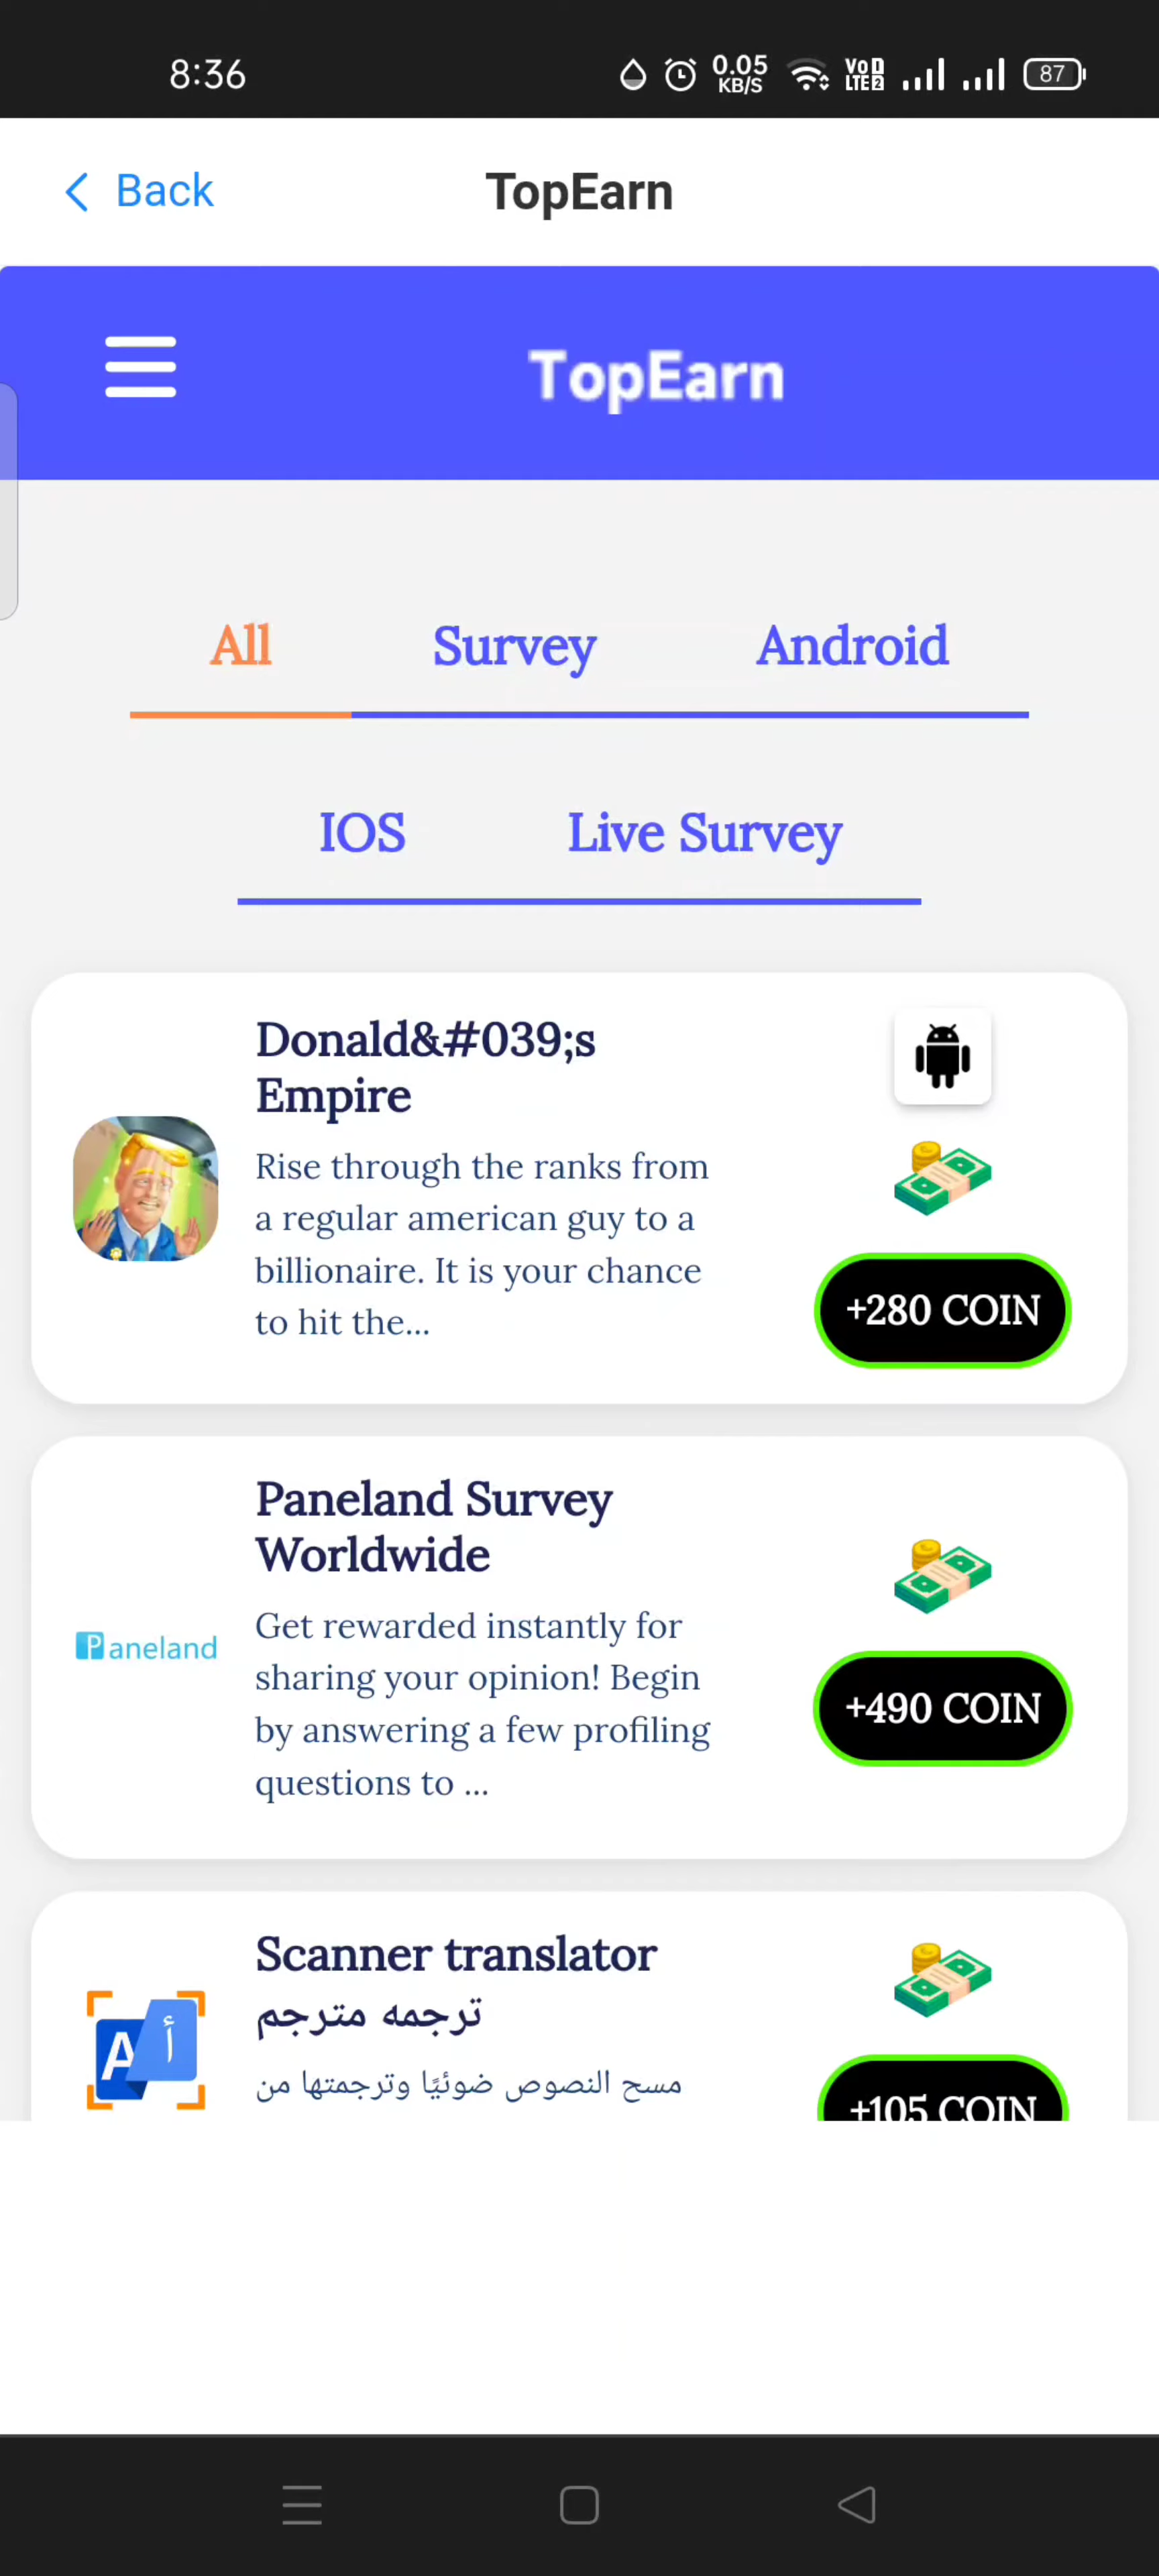 8:36
0.05 KB/S
VoD LTE2
87
Back
TopEarn
TopEarn
All
Survey
Android
IOS
Live Survey
Donald&#039;s
Empire
Rise through the ranks from
a regular american guy to a
billionaire. It is your chance
to hit the...
+280 COIN
Paneland Survey
Worldwide
Paneland
Get rewarded instantly for
sharing your opinion! Begin
by answering a few profiling
questions to ...
+490 COIN
Scanner translator
ترجمه مترجم
A أ
مسح النصوص ضوئيًا وترجمتها من
+105 COIN